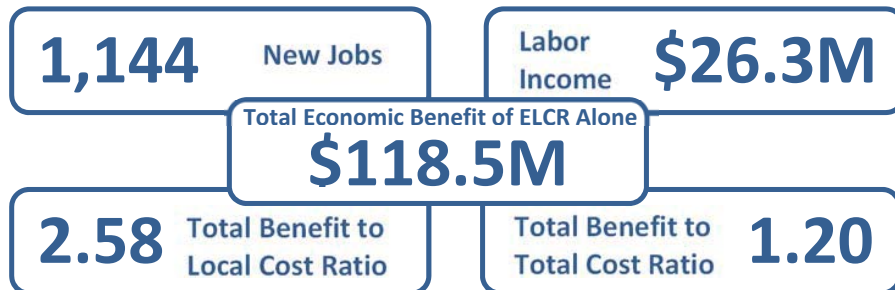 1,144
New Jobs
Labor
Income
$26.3M
Total Economic Benefit of ELCR Alone
$118.5M
2.58
Total Benefit to
Local Cost Ratio
Total Benefit to
Total Cost Ratio
1.20